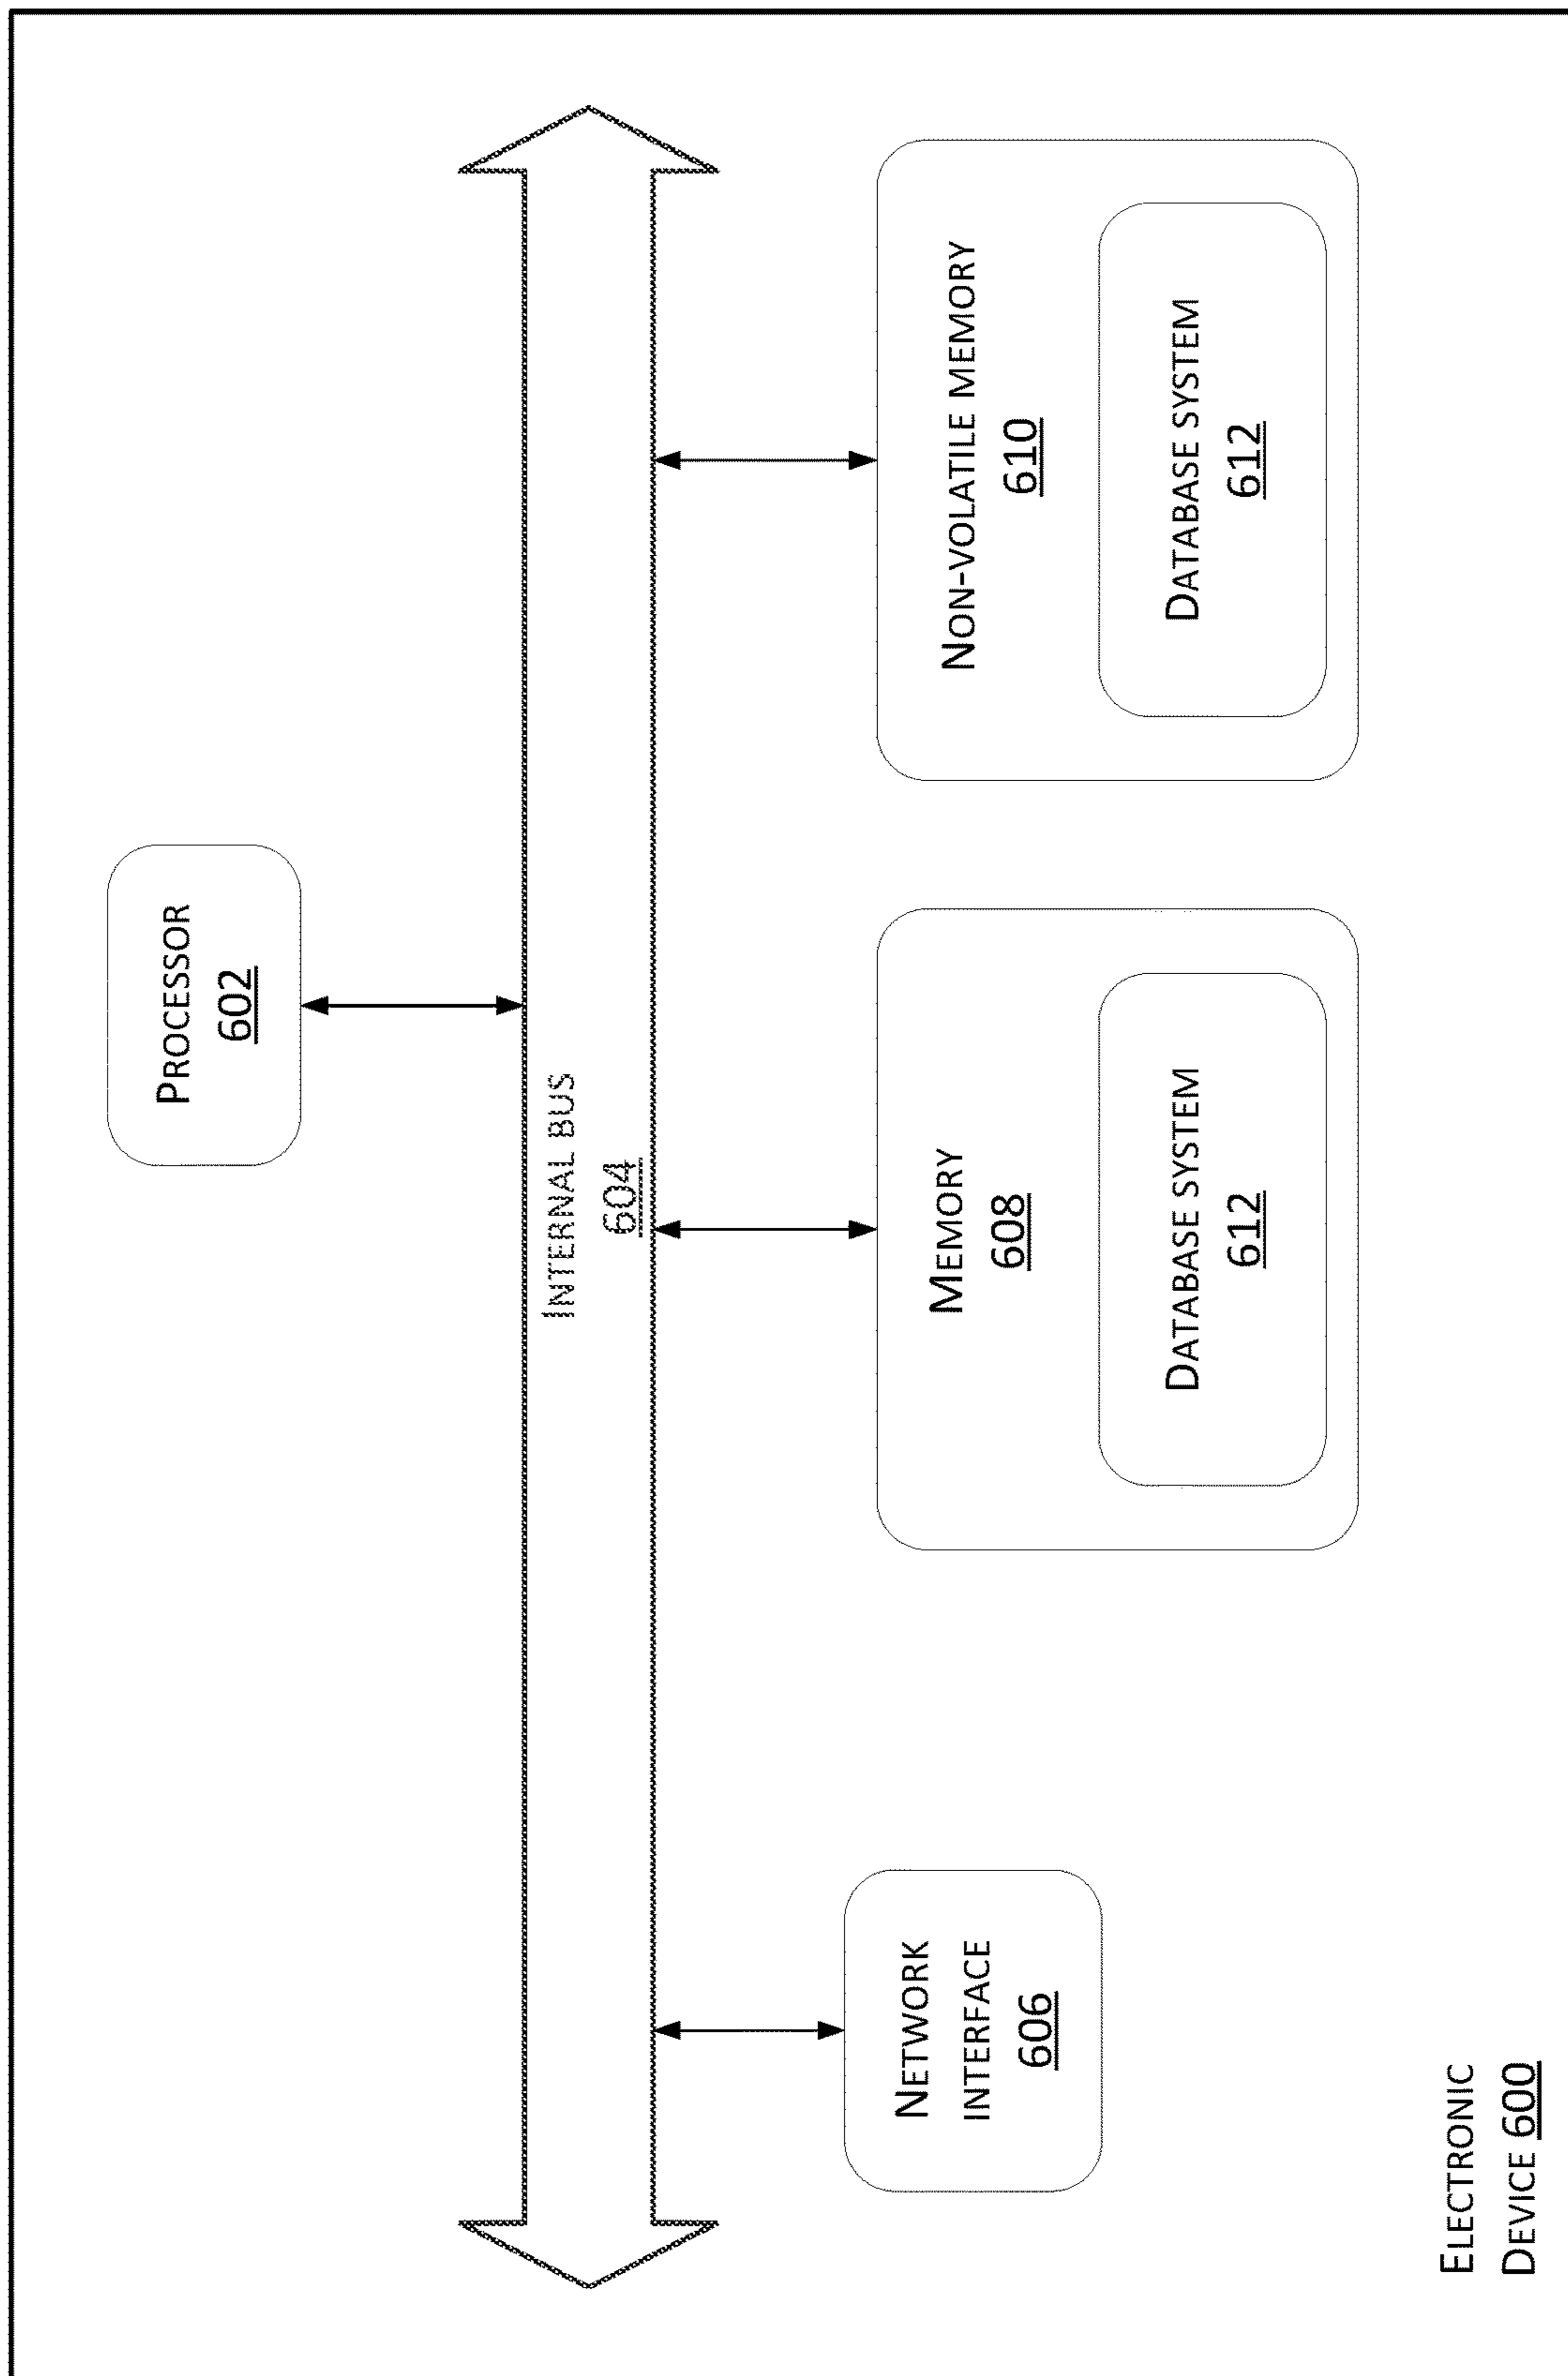 PROCESSOR
602
INTERNAL BUS
604
NETWORK
INTERFACE
606
MEMORY
608
DATABASE SYSTEM
612
NON-VOLATILE MEMORY
610
DATABASE SYSTEM
612
ELECTRONIC
DEVICE 600